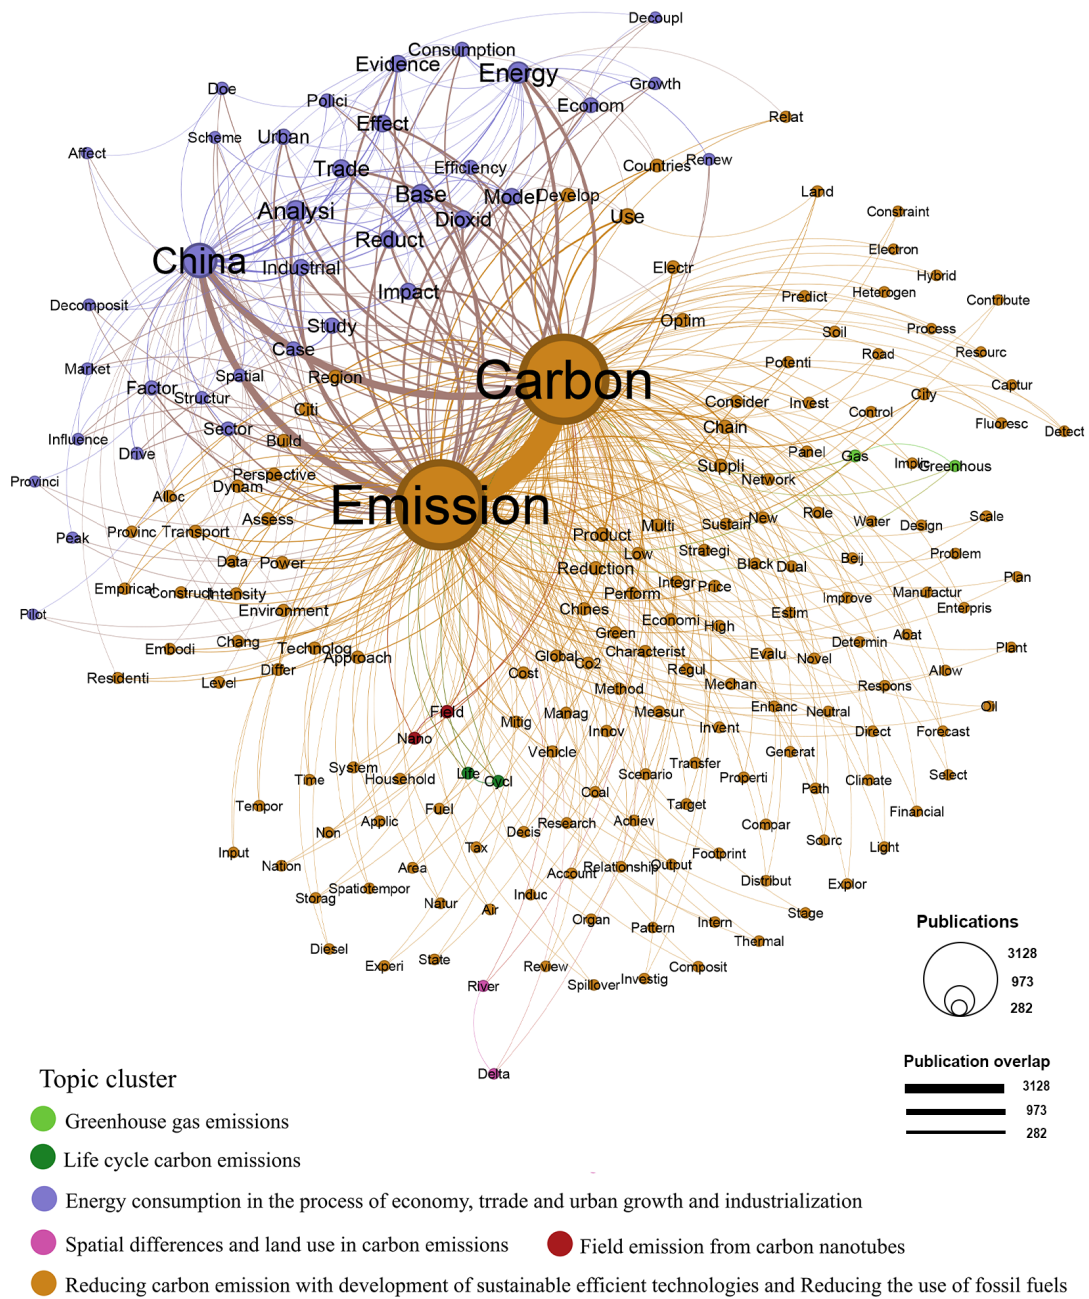 Decoupl
Consumption
Evidence
Energy
Growth
Doe
Polici
Econom
Relat
Effect
Scheme
Urban
Affect
Trade
Efficiency
Countries
Renew
Base
Model
Develop
Land
Analysi
Dioxid
Use
Constraint
Reduct
Electron
China
Industrial
Electr
Hybrid
Impact
Predict
Heterogen
Contribute
Decomposit
Study
Optim
Soil
Process
Case
Road
Resourc
Market
Spatial
Region
Carbon
Potenti
Captur
Factor
Structur
Consider
Invest
City
Citi
Control
Fluoresc
Detect
Influence
Sector
Build
Chain
Drive
Panel
Gas
Implic
Greenhous
Provinci
Perspective
Suppli
Network
Alloc
Dynam
Emission
Assess
Multi
Sustain
New
Role
Water
Design
Scale
Peak
Provinc
Transport
Product
Low
Strategi
Black
Dual
Beij
Problem
Data
Power
Reduction
Plan
Empirical
Construct
Intensity
Perform
Integr
Price
Improve
Manufactur
Enterpris
Pilot
Environment
Chines
Economi
High
Estim
Green
Abat
Embodi
Chang
Technolog
Approach
Global
Co2
Characterist
Evalu
Novel
Determin
Plant
Residenti
Level
Differ
Cost
Method
Regul
Mechan
Respons
Allow
Field
Mitig
Manag
Measur
Enhanc
Neutral
Oil
Nano
Innov
Invent
Direct
Forecast
Vehicle
Generat
Time
System
Household
Life
Cycl
Scenario
Transfer
Properti
Path
Climate
Select
Coal
Tempor
Fuel
Target
Financial
Non
Applic
Decis
Research
Achiev
Compar
Sourc
Light
Input
Tax
Nation
Area
Account
Relationship
Output
Footprint
Storag
Spatiotempor
Natur
Air
Induc
Distribut
Explor
Organ
Pattern
Intern
Stage
Diesel
Experi
State
Review
Spillover
Investig
Composit
Thermal
River
Delta
Publications
3128
973
282
Publication overlap
3128
973
282
Topic cluster
Greenhouse gas emissions
Life cycle carbon emissions
Energy consumption in the process of economy, trrade and urban growth and industrialization
Spatial differences and land use in carbon emissions
Field emission from carbon nanotubes
Reducing carbon emission with development of sustainable efficient technologies and Reducing the use of fossil fuels